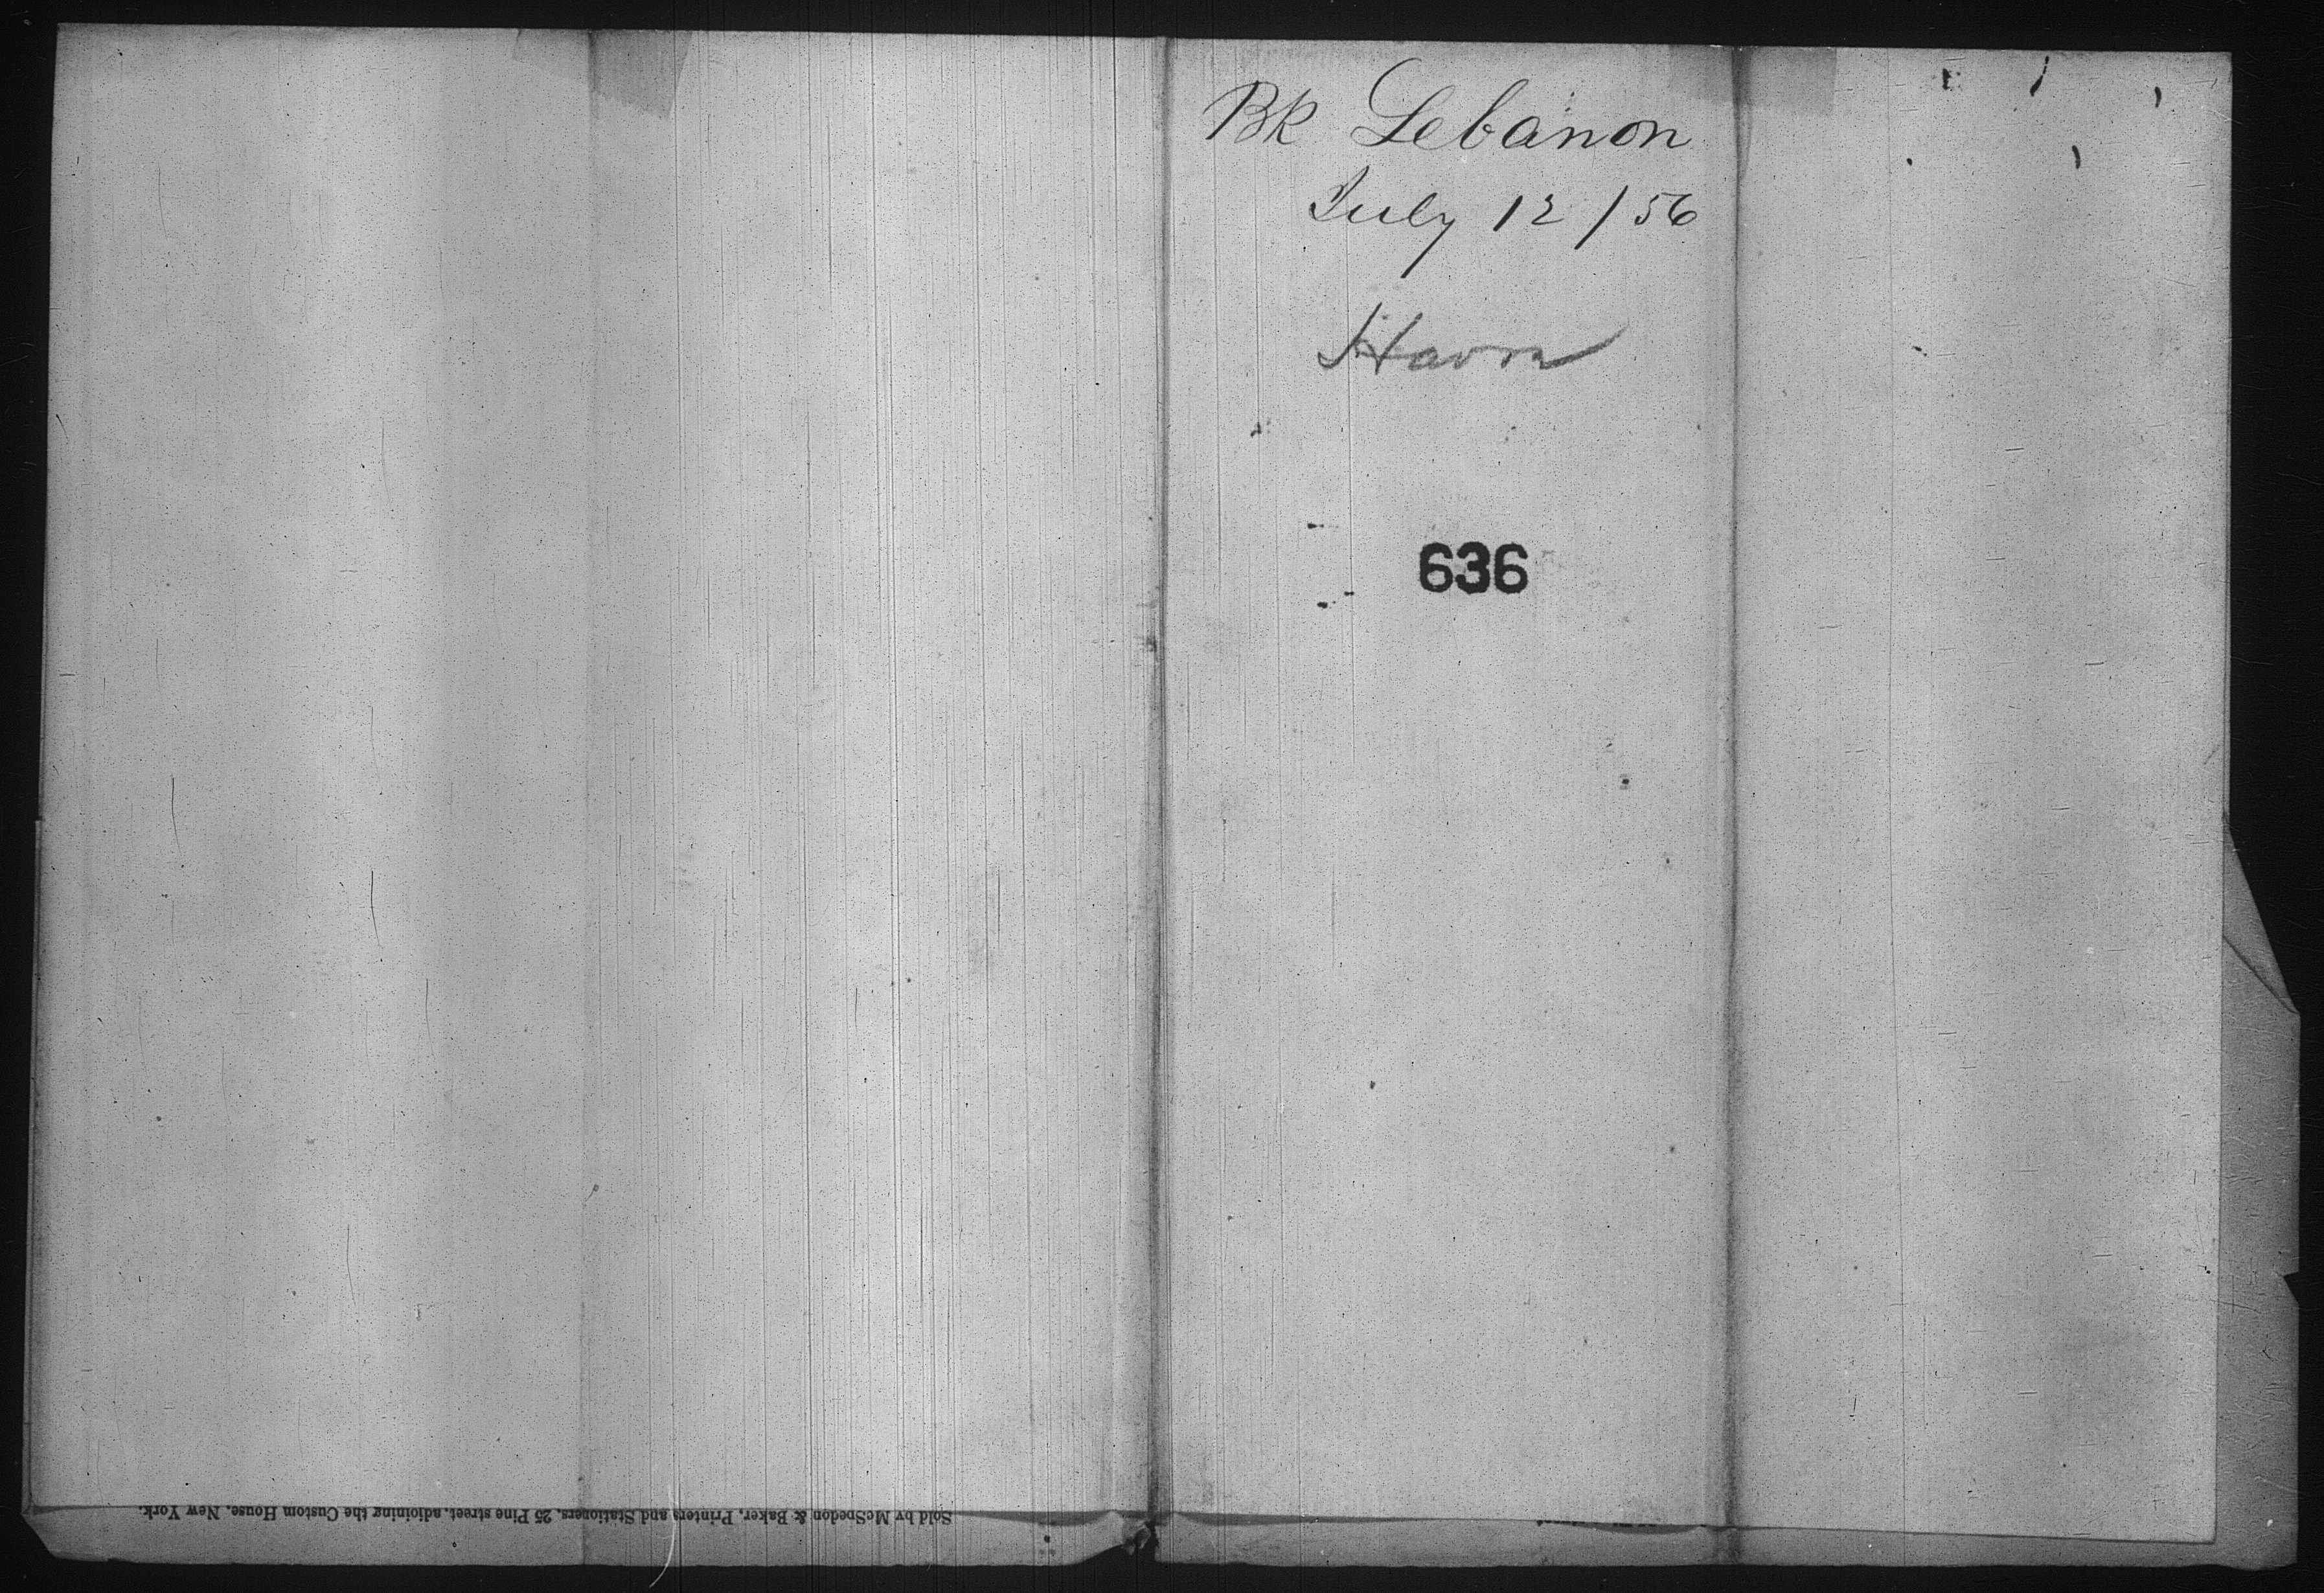 BK Lebanon
July 12 / 56
Havre
636
Sold by McSpedon & Baker, Printers and Stationers, 25 Pine street, adjoining the Custom House, New York.